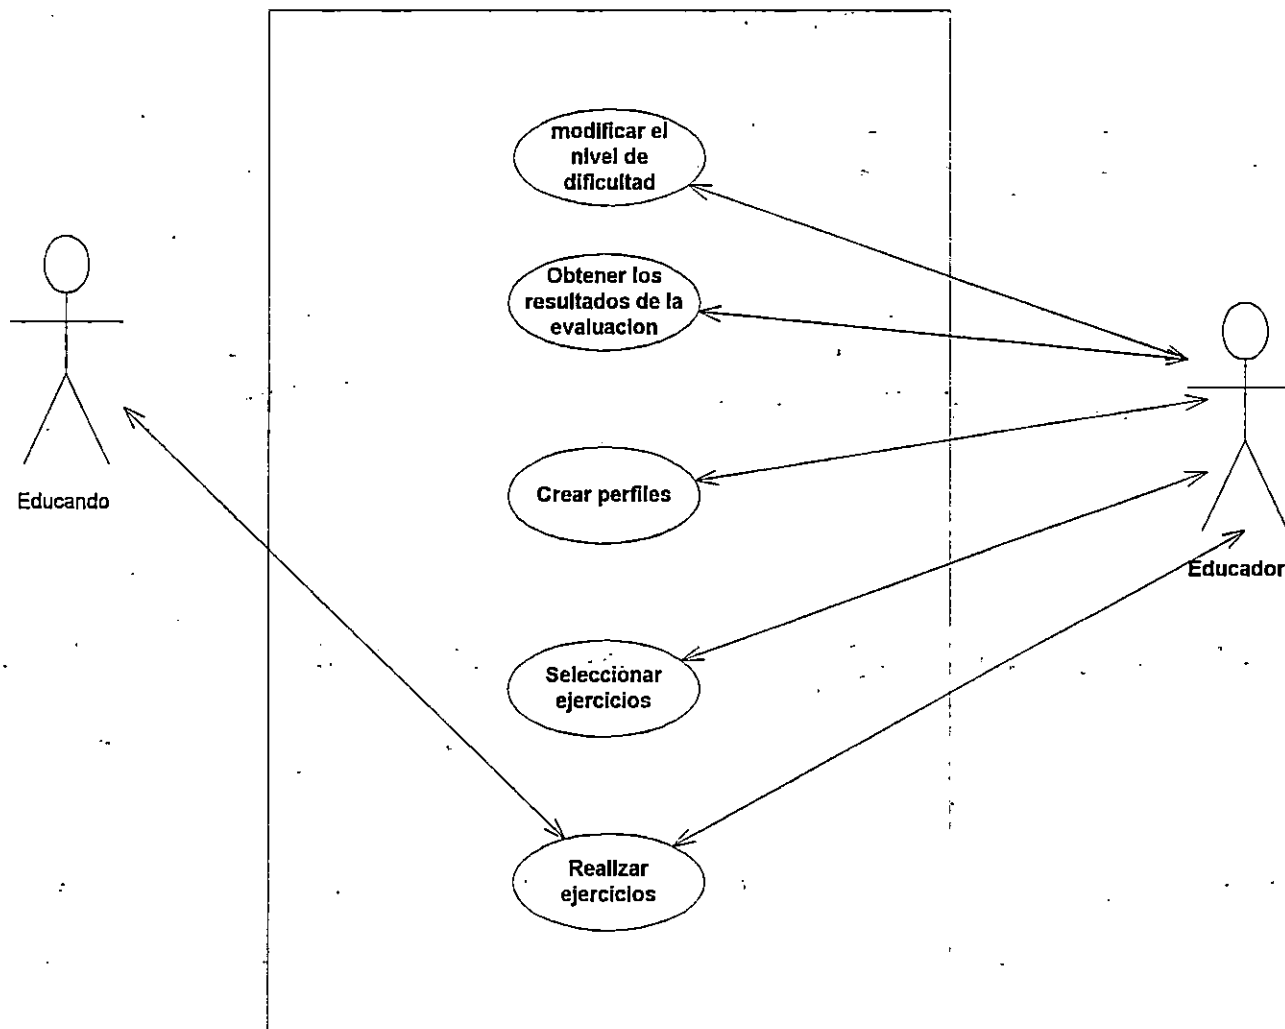 modificar el
nivel de
dificultad
Obtener los
resultados de la
evaluacion
Educando
Crear perfiles
Educador
Seleccionar
ejercicios
Realizar
ejercicios